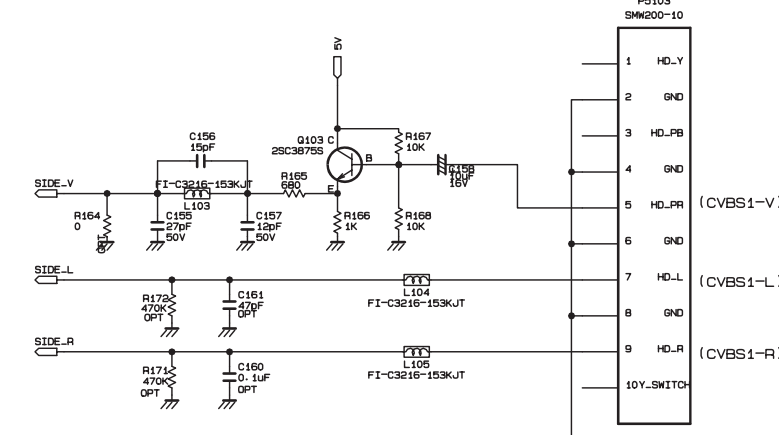 P5103
SMW200-10
5V
1 HD_Y
2 GND
3 HD_PB
4 GND
5 HD_PR (CVBS1-V)
6 GND
7 HD_L (CVBS1-L)
8 GND
9 HD_R (CVBS1-R)
10 Y_SWITCH
Q103 C
2SC3875S
B
E
R167
10K
C158
10uF
16V
C156
15pF
R165
680
SIDE_V
FI-C3216-153KJT
L103
R164
0
C155
27pF
50V
C157
12pF
50V
R166
1K
R168
10K
SIDE_L
L104
FI-C3216-153KJT
R172
470K
OPT
C161
47pF
OPT
SIDE_R
L105
FI-C3216-153KJT
R171
470K
OPT
C160
0.1uF
OPT